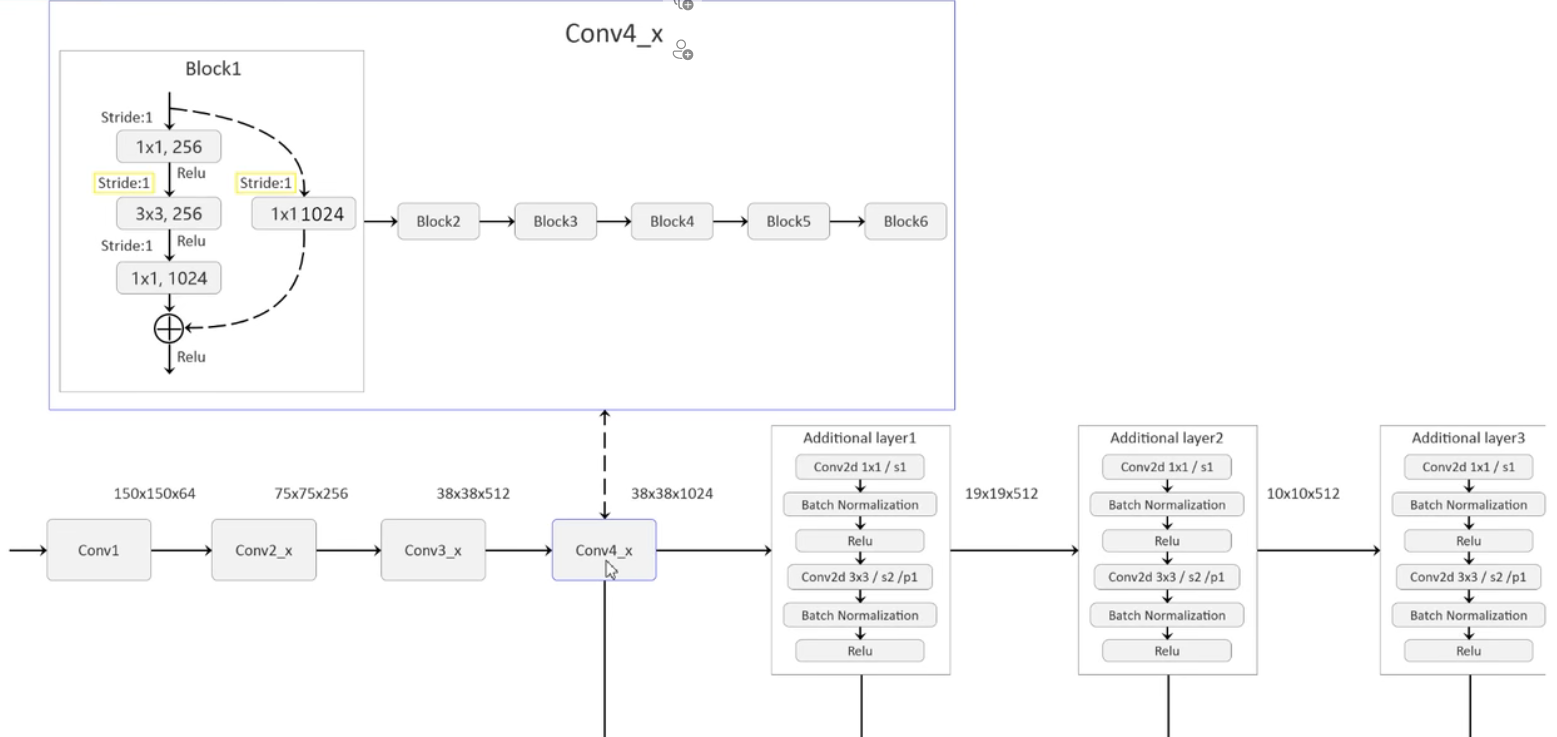 Conv4_x
Block1
Stride:1
1x1, 256
Relu
Stride:1
Stride:1
3x3, 256
1x1 1024
Relu
Stride:1
1x1, 1024
Relu
Block2
Block3
Block4
Block5
Block6
150x150x64
75x75x256
38x38x512
38x38x1024
19x19x512
10x10x512
Conv1
Conv2_x
Conv3_x
Conv4_x
Additional layer1
Conv2d 1x1 / s1
Batch Normalization
Relu
Conv2d 3x3 / s2 /p1
Batch Normalization
Relu
Additional layer2
Conv2d 1x1 / s1
Batch Normalization
Relu
Conv2d 3x3 / s2 /p1
Batch Normalization
Relu
Additional layer3
Conv2d 1x1 / s1
Batch Normalization
Relu
Conv2d 3x3 / s2 /p1
Batch Normalization
Relu